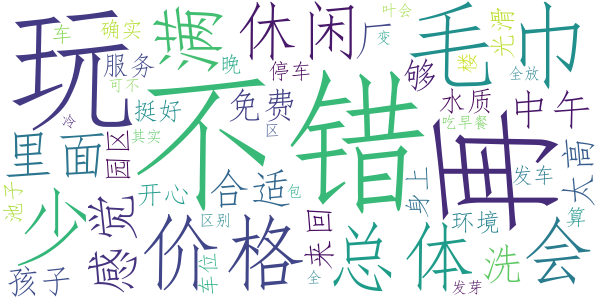 玩
不错
毛巾
满
休闲
厂
变
叶会
光滑
楼
车
确实
服务
晚
停车
够
全放
可不
挺好
免费
水质
中午
冷
其实
区
吃早餐
里面
园区
太高
发车
少
感觉
池子
开心
合适
包
身上
价格
区别
来回
总体
环境
算
会
洗
孩子
车位
全
发芽